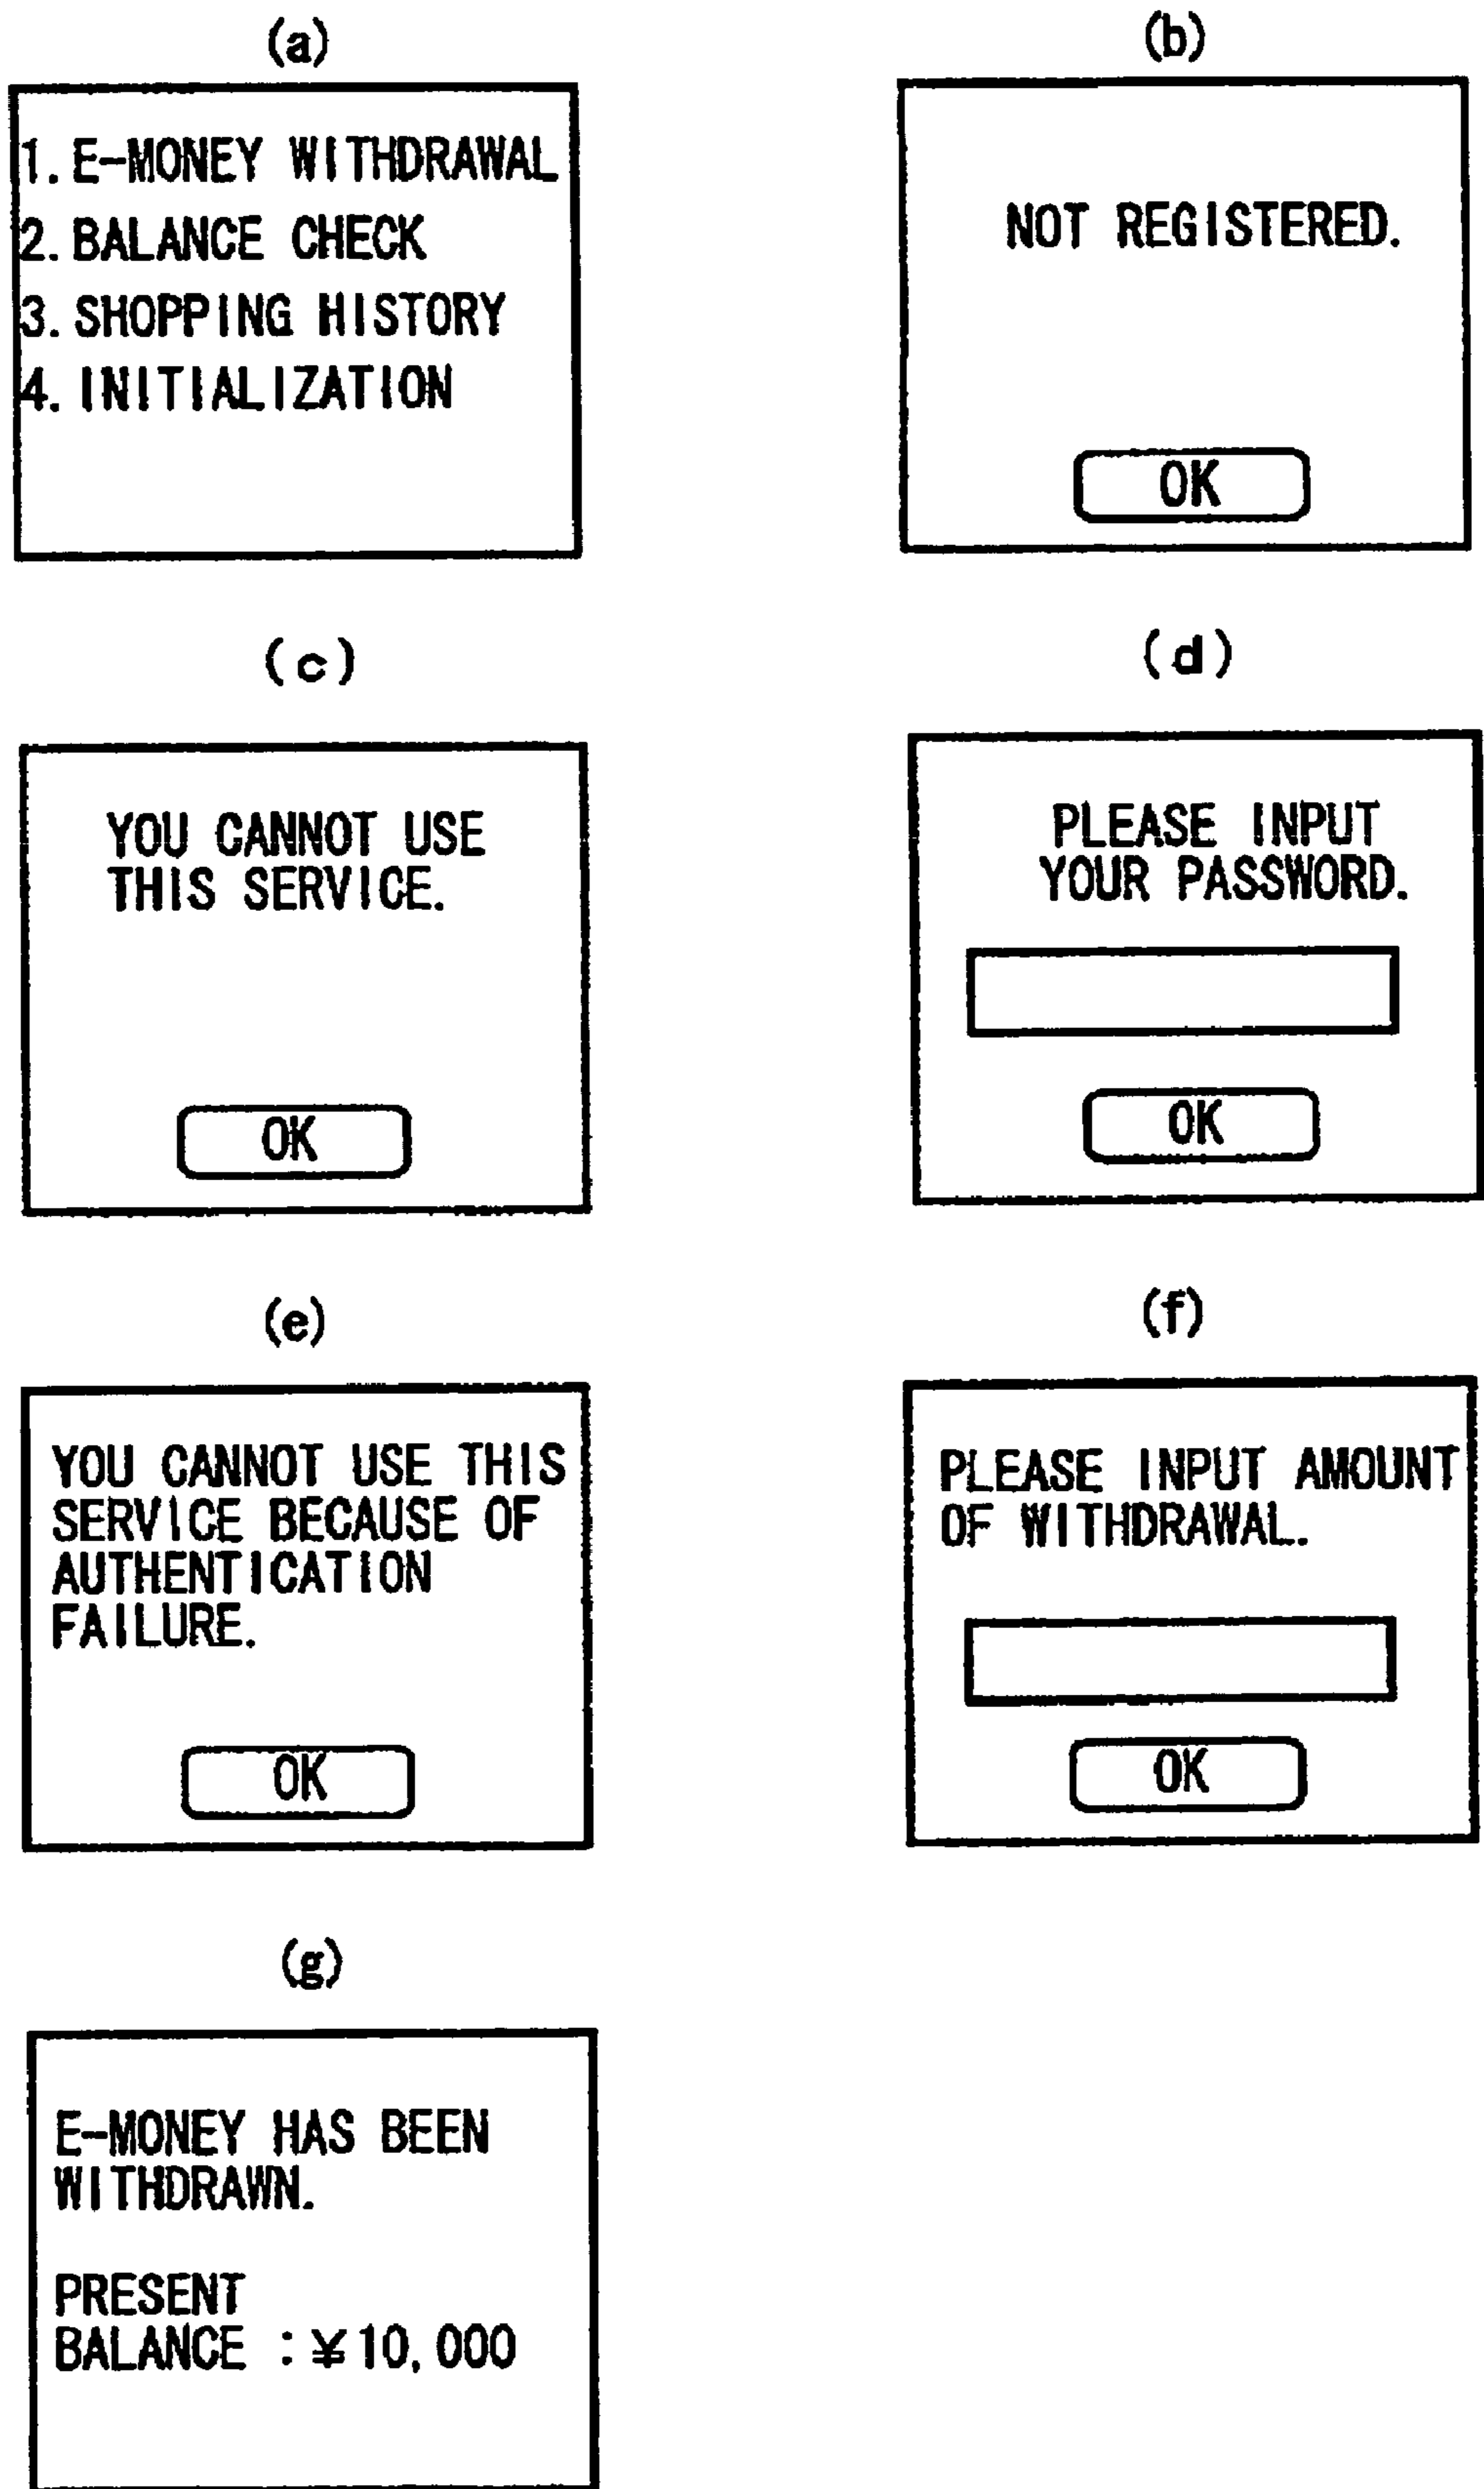 (a)
1. E-MONEY WITHDRAWAL
2. BALANCE CHECK
3. SHOPPING HISTORY
4. INITIALIZATION
(b)
NOT REGISTERED.
OK
(c)
YOU CANNOT USE
THIS SERVICE.
OK
(d)
PLEASE INPUT
YOUR PASSWORD.
OK
(e)
YOU CANNOT USE THIS
SERVICE BECAUSE OF
AUTHENTICATION
FAILURE.
OK
(f)
PLEASE INPUT AMOUNT
OF WITHDRAWAL.
OK
(g)
E-MONEY HAS BEEN
WITHDRAWN.
PRESENT
BALANCE : ¥10,000